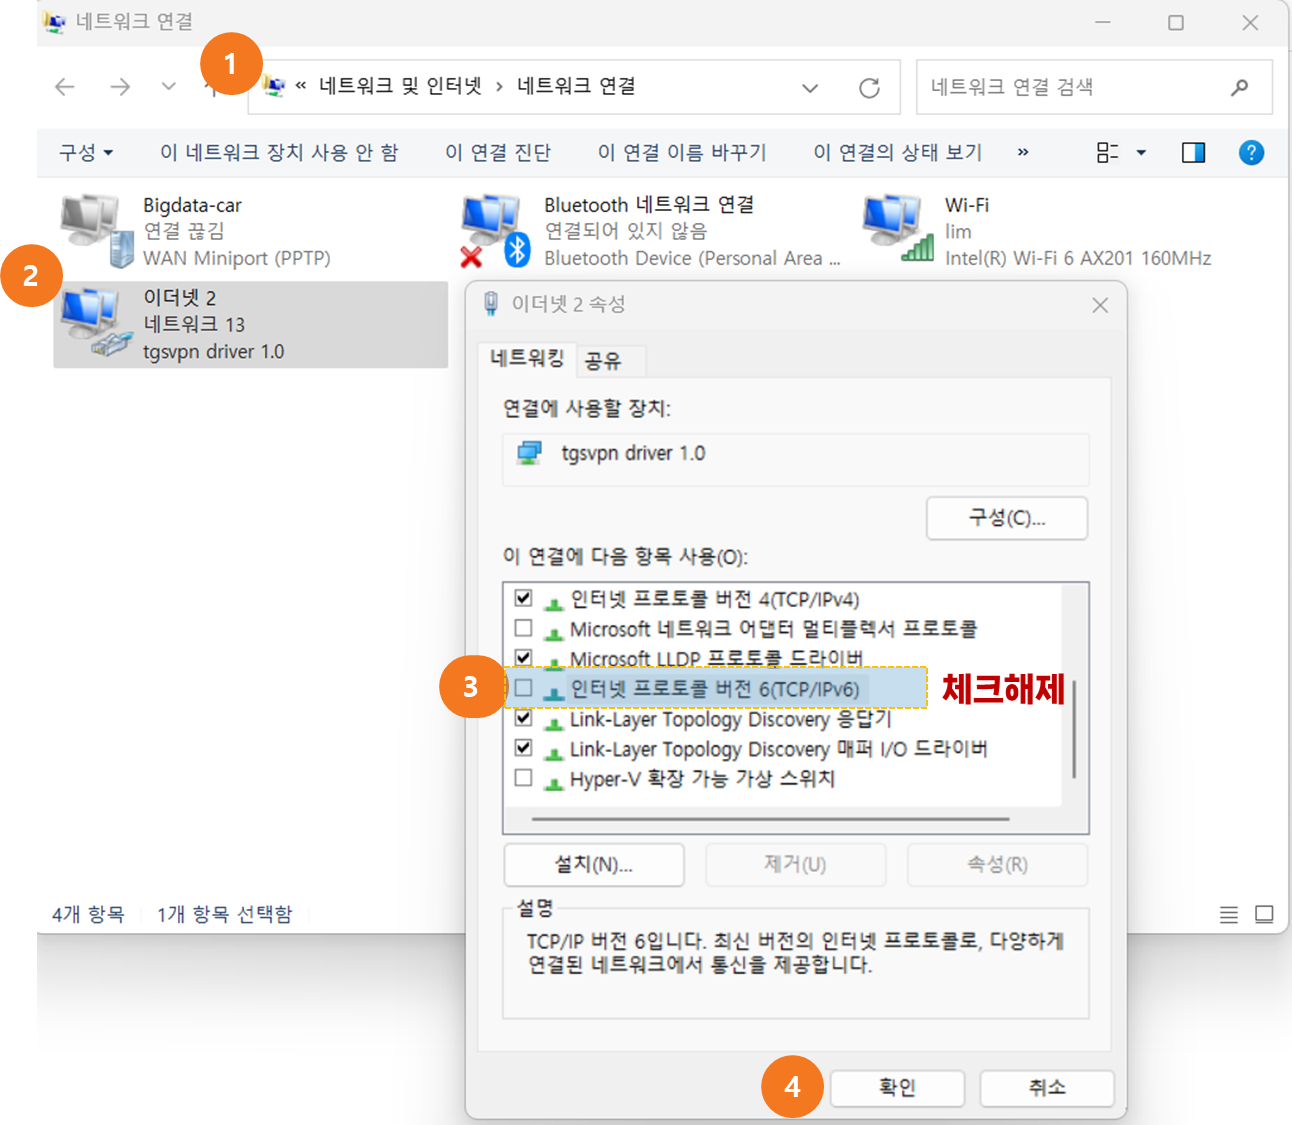 네트워크 연결
1
« 네트워크 및 인터넷 › 네트워크 연결
네트워크 연결 검색
구성 이 네트워크 장치 사용 안 함 이 연결 진단 이 연결 이름 바꾸기 이 연결의 상태 보기 »
?
Bigdata-car
연결 끊김
WAN Miniport (PPTP)
Bluetooth 네트워크 연결
연결되어 있지 않음
Bluetooth Device (Personal Area ...
Wi-Fi
lim
Intel(R) Wi-Fi 6 AX201 160MHz
2
이더넷 2
네트워크 13
tgsvpn driver 1.0
이더넷 2 속성
네트워킹 공유
연결에 사용할 장치:
tgsvpn driver 1.0
구성(C)...
이 연결에 다음 항목 사용(O):
인터넷 프로토콜 버전 4(TCP/IPv4)
Microsoft 네트워크 어댑터 멀티플렉서 프로토콜
Microsoft LLDP 프로토콜 드라이버
3
인터넷 프로토콜 버전 6(TCP/IPv6)
체크해제
Link-Layer Topology Discovery 응답기
Link-Layer Topology Discovery 매퍼 I/O 드라이버
Hyper-V 확장 가능 가상 스위치
설치(N)... 제거(U) 속성(R)
설명
TCP/IP 버전 6입니다. 최신 버전의 인터넷 프로토콜로, 다양하게
연결된 네트워크에서 통신을 제공합니다.
4개 항목 1개 항목 선택함
4
확인 취소